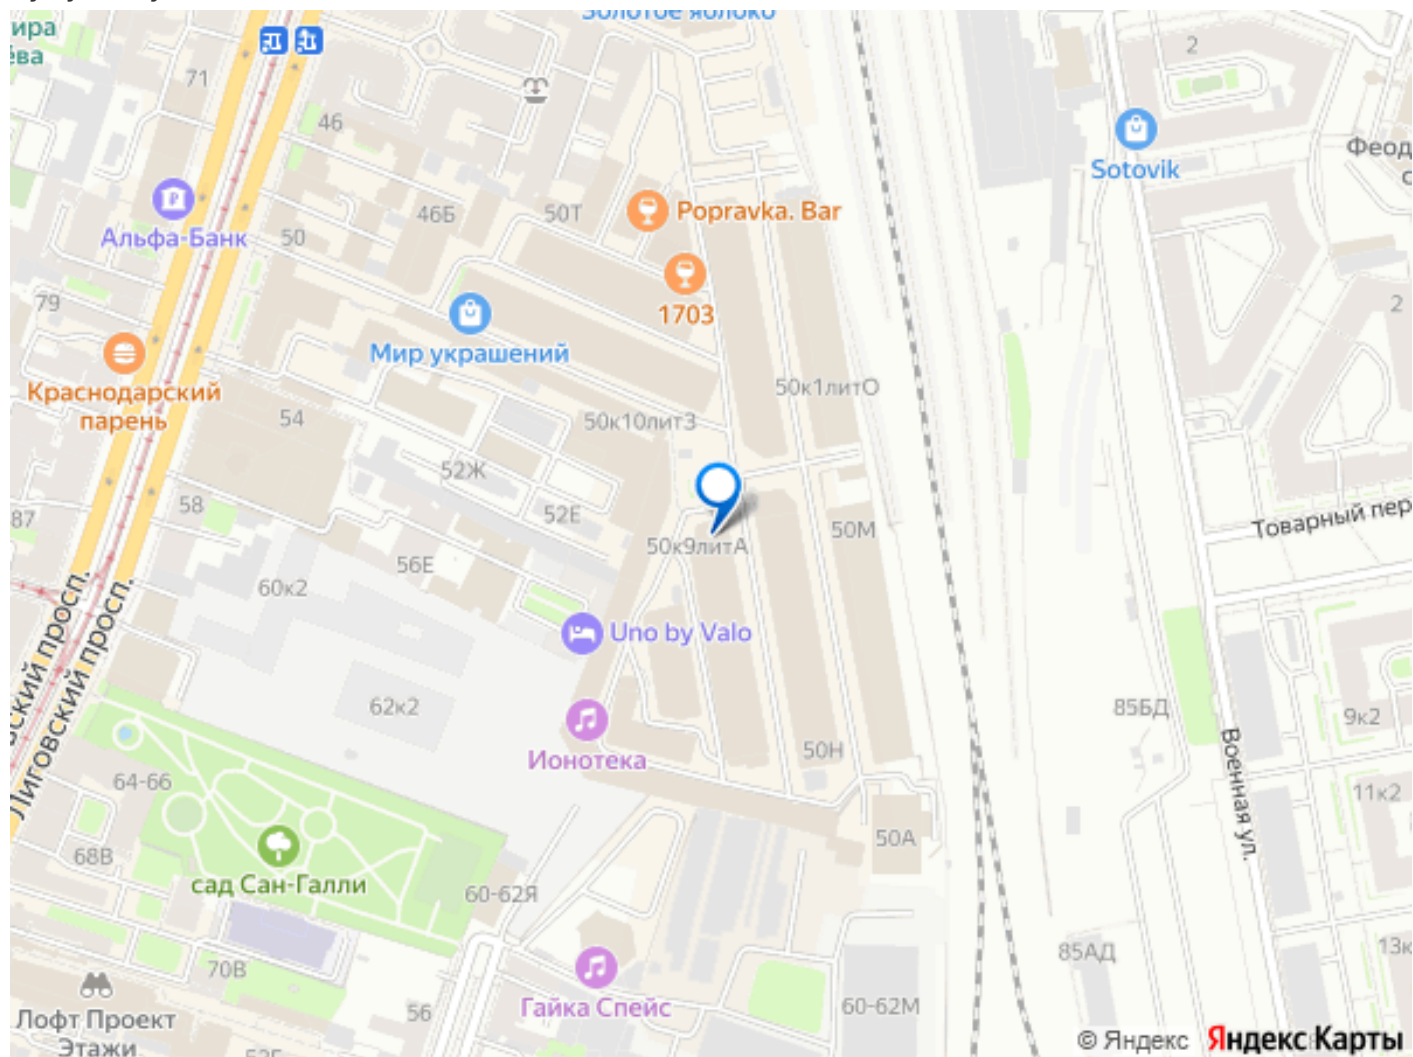 Золотое яблоко
71
2
46
Sotovik
46Б
50Т
Popravka. Bar
Альфа-Банк
50
79
1703
2
Мир украшений
Краснодарский
парень
50к1литО
54
50к10литЗ
52Ж
58
87
52Е
50М
Товарный пер
50к9литА
56Е
60к2
Uno by Valo
62к2
85БД
9к2
Ионотека
50Н
Лиговский просп.
Военная ул.
64-66
11к2
68В
50А
сад Сан-Галли
60-62Я
70В
85АД
Гайка Спейс
60-62М
56
Лофт Проект
Этажи
© Яндекс Яндекс Карты